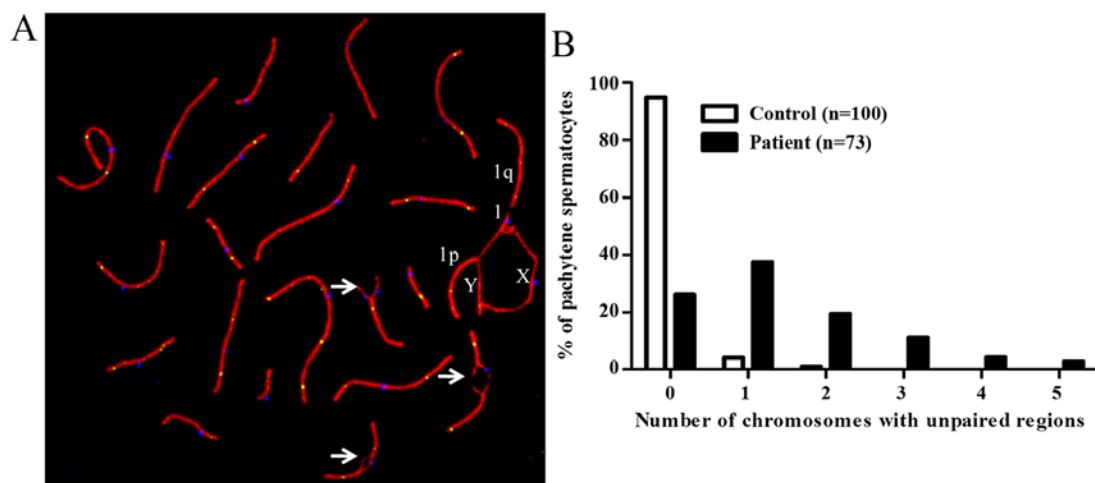 A
1q
1
1p
Y
X
B
100
80
60
40
20
0
% of pachytene spermatocytes
Control (n=100)
Patient (n=73)
0 1 2 3 4 5
Number of chromosomes with unpaired regions